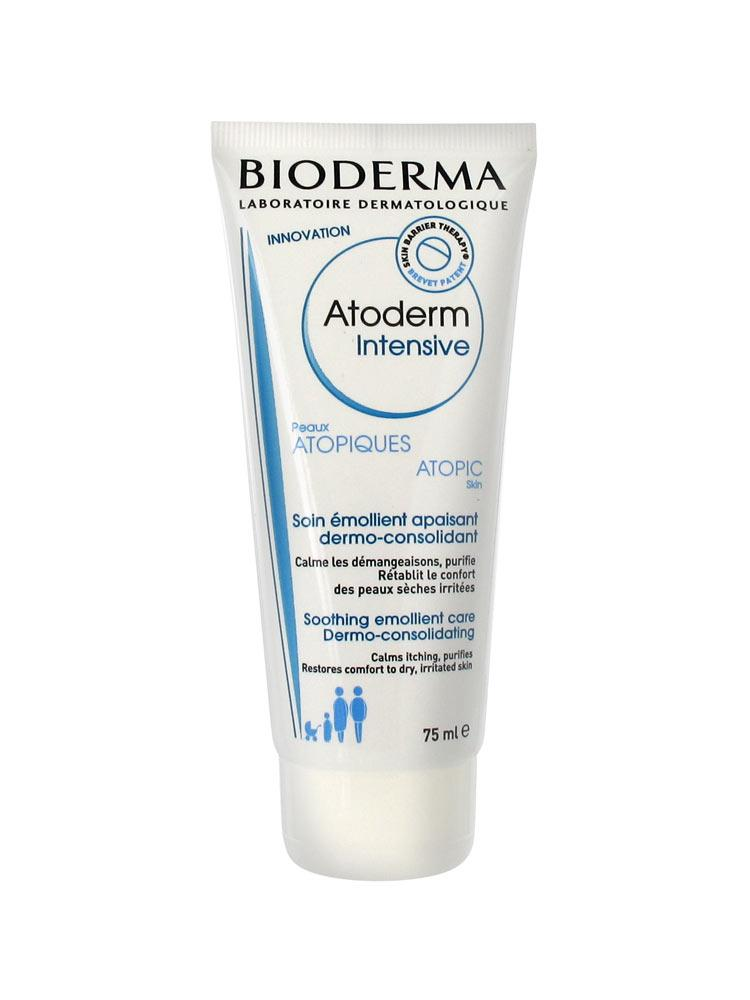 BIODERMA
LABORATOIRE DERMATOLOGIQUE
INNOVATION
SKIN BARRIER THERAPY®
BREVET PATENT
Atoderm
Intensive
Peaux
ATOPIQUES
ATOPIC
Skin
Soin émollient apaisant
dermo-consolidant
Calme les démangeaisons, purifie
Rétablit le confort
des peaux sèches irritées
Soothing emollient care
Dermo-consolidating
Calms itching, purifies
Restores comfort to dry, irritated skin
75 ml e